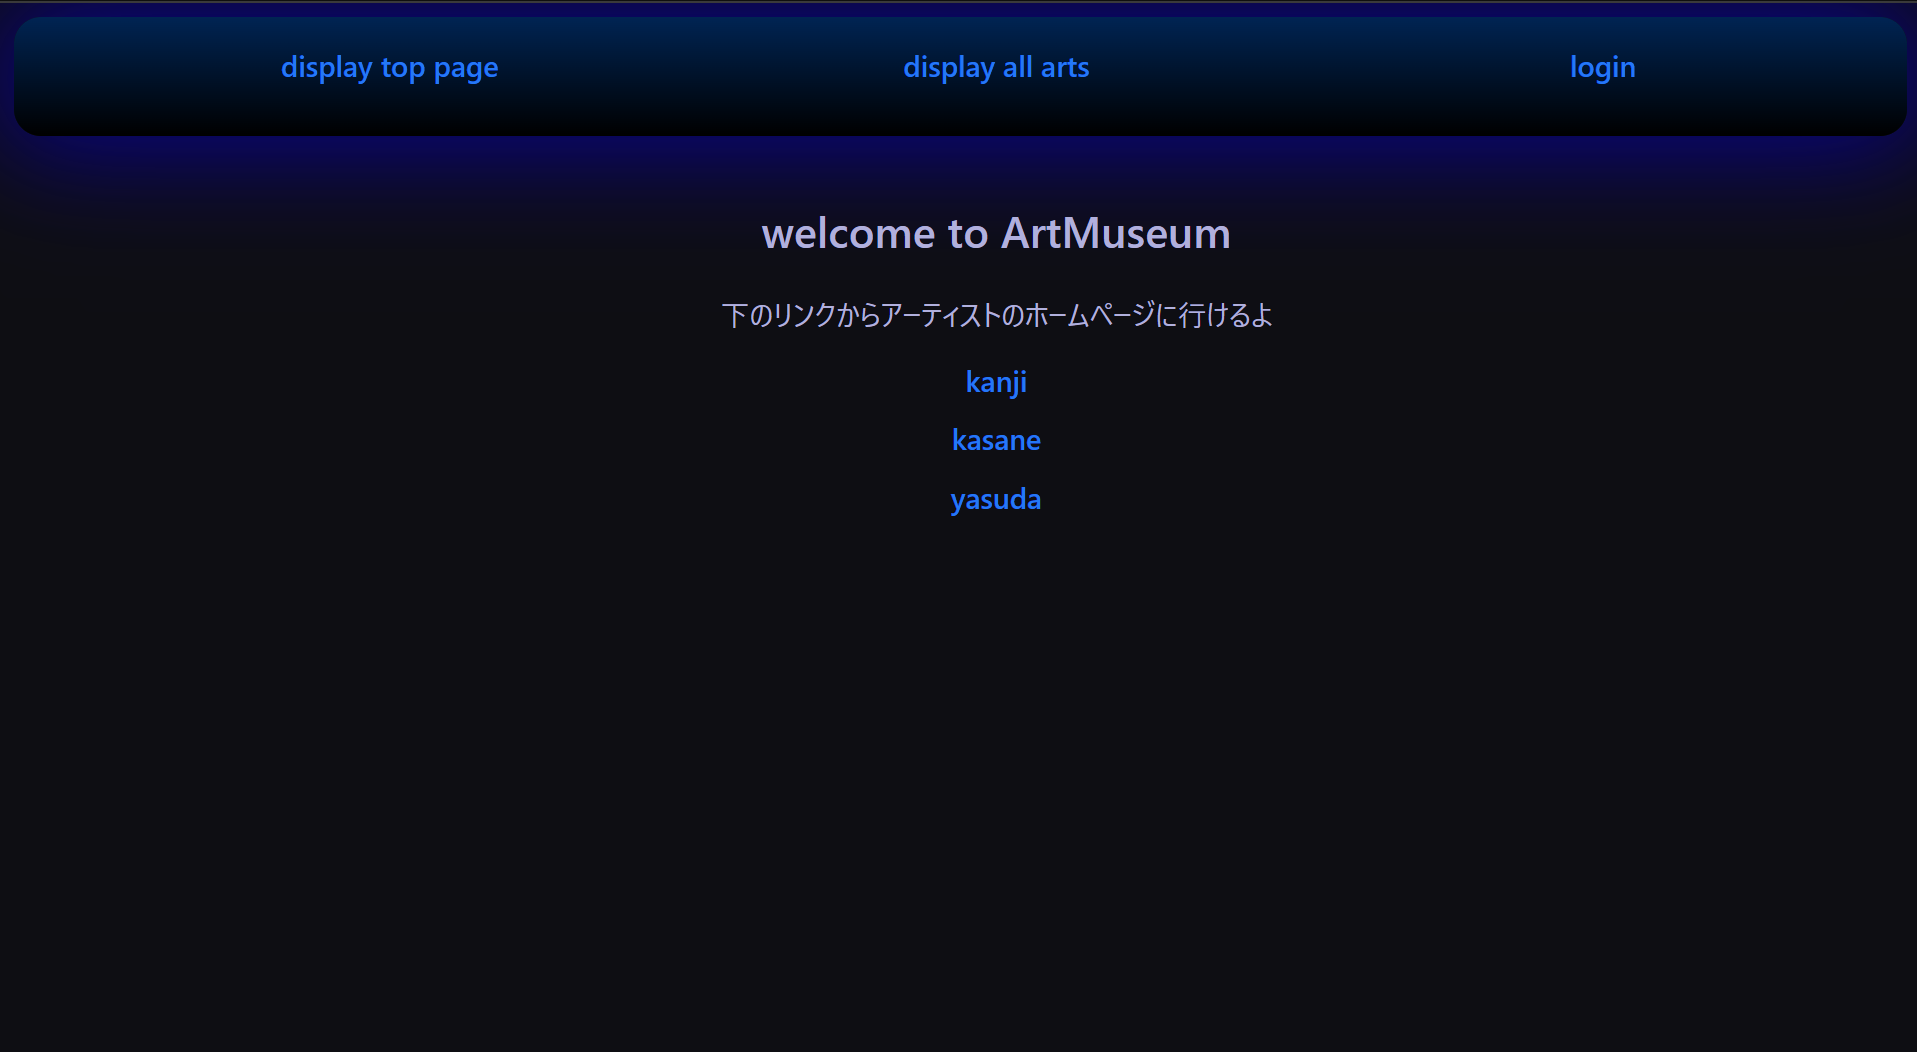 display top page
display all arts
login
welcome to ArtMuseum
下のリンクからアーティストのホームページに行けるよ
kanji
kasane
yasuda